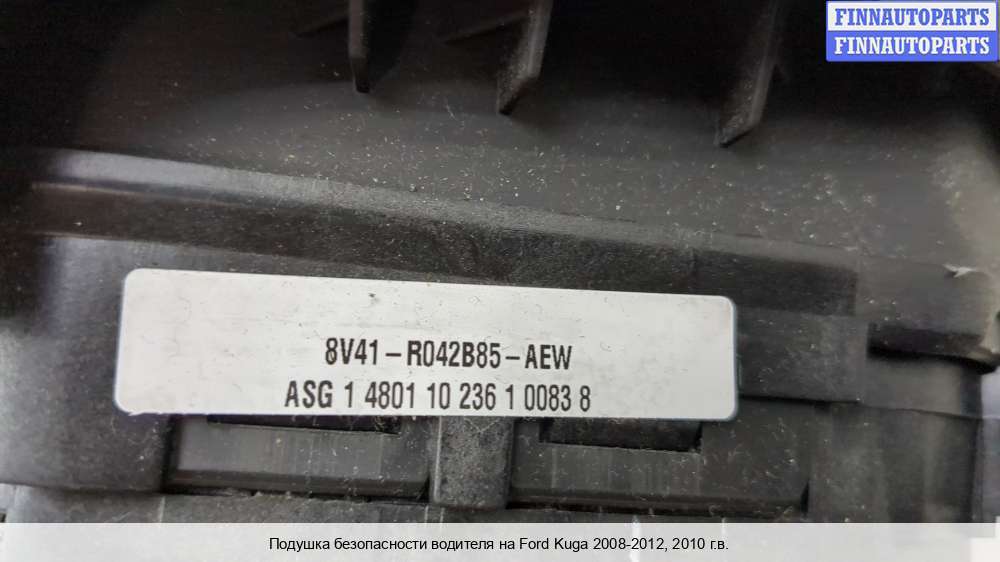 FINNAUTOPARTS
FINNAUTOPARTS
8V41-R042B85-AEW
ASG 1 4801 10 236 1 0083 8
Подушка безопасности водителя на Ford Kuga 2008-2012, 2010 г.в.